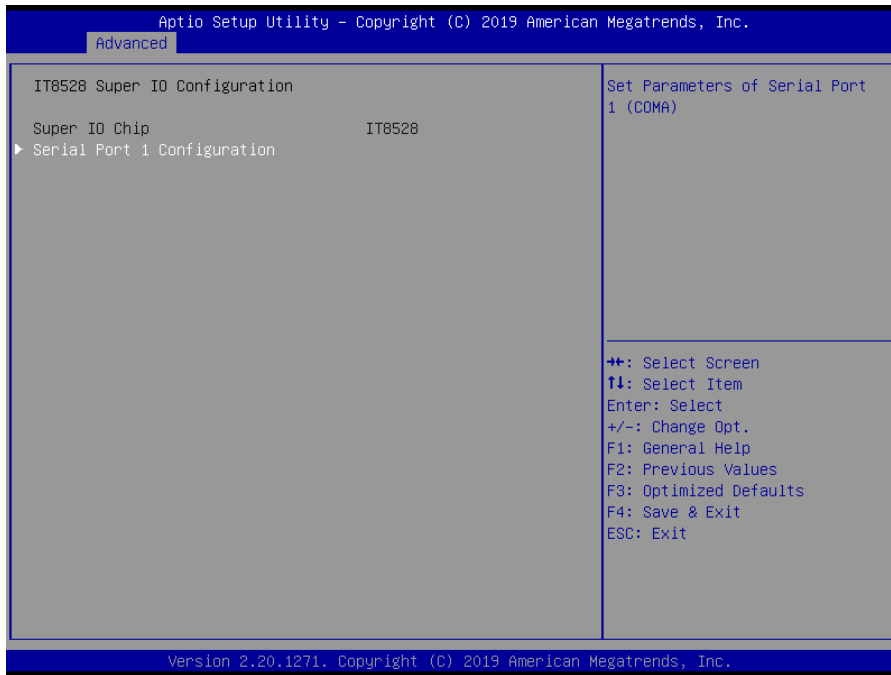 Aptio Setup Utility – Copyright (C) 2019 American Megatrends, Inc.
Advanced
IT8528 Super IO Configuration
Super IO Chip IT8528
Serial Port 1 Configuration
Set Parameters of Serial Port
1 (COMA)
→←: Select Screen
↑↓: Select Item
Enter: Select
+/-: Change Opt.
F1: General Help
F2: Previous Values
F3: Optimized Defaults
F4: Save & Exit
ESC: Exit
Version 2.20.1271. Copyright (C) 2019 American Megatrends, Inc.